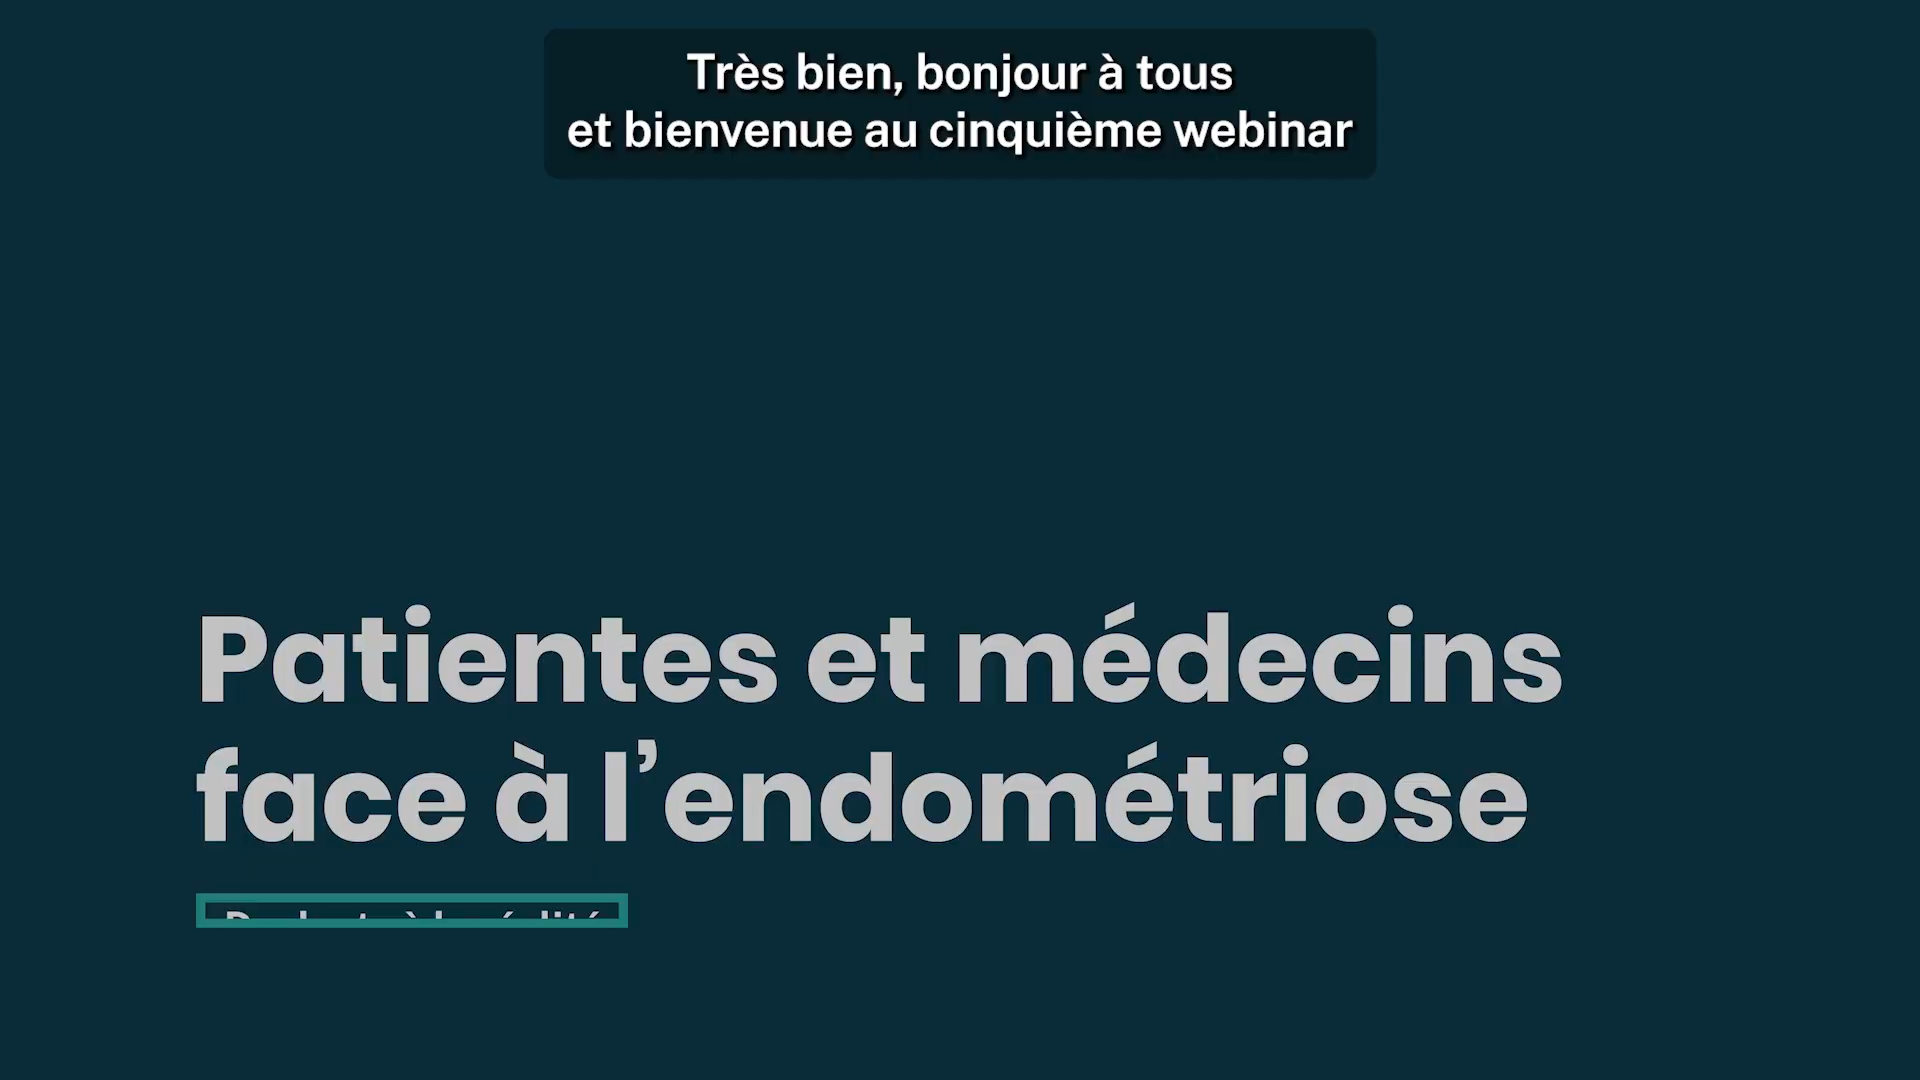 Très bien, bonjour à tous
et bienvenue au cinquième webinar
Patientes et médecins
face à l’endométriose